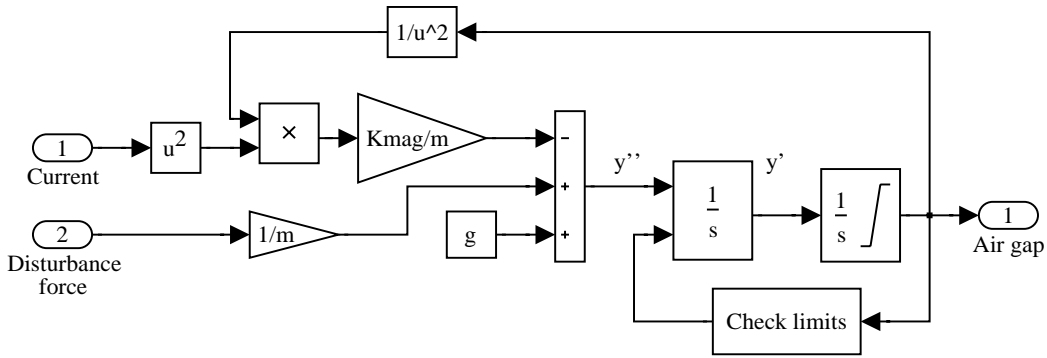 1/u^2
1
Current
u2
×
Kmag/m
−
+
+
2
Disturbance
force
1/m
g
y’’
1
s
y’
1
s
1
Air gap
Check limits